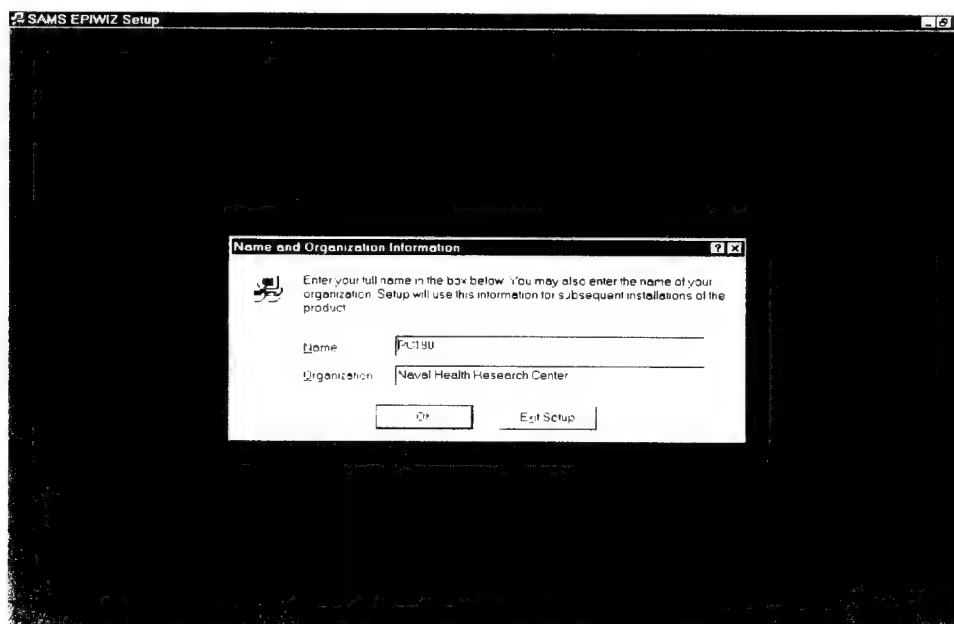 SAMS EPIWIZ Setup
Name and Organization Information
Enter your full name in the box below. You may also enter the name of your
organization. Setup will use this information for subsequent installations of the
product
Name
PC190
Organization
Naval Health Research Center
OK
Exit Setup